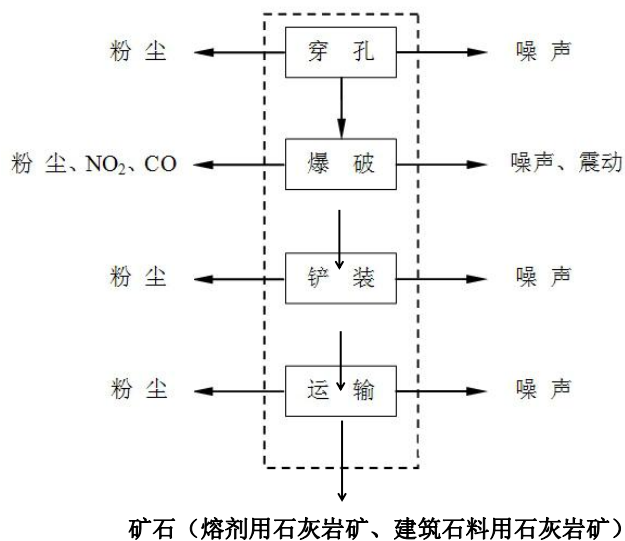 粉尘 穿孔 噪声
粉尘、NO₂、CO 爆破 噪声、震动
粉尘 铲装 噪声
粉尘 运输 噪声
矿石（熔剂用石灰岩矿、建筑石料用石灰岩矿）